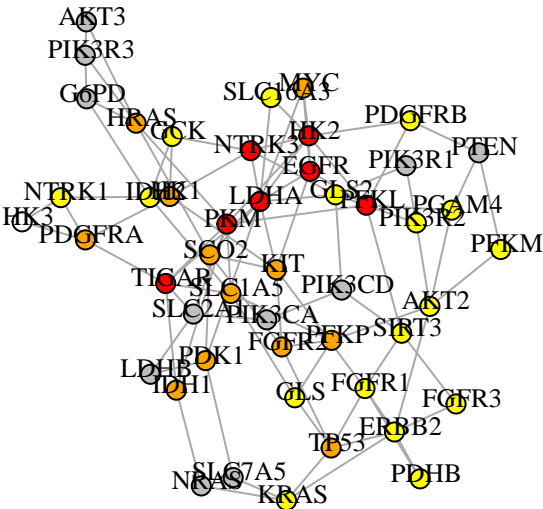 AKT3
PIK3R3
G6PD
HRAS
GCK
SLC16A3
MYC
NTRK3
HK2
EGFR
PDGFRB
PIK3R1
PTEN
NTRK1
HK1
LDHA
GLS2
PFKL
PGAM4
PIK3R2
HK3
PDGFRA
PKM
SCO2
KIT
PFKM
TIGAR
SLC1A5
PIK3CD
AKT2
PIK3CA
SIRT3
FGFR2
PFKP
LDHB
PDK1
IDH1
GLS
FGFR1
FGFR3
TP53
ERBB2
SLC7A5
NRAS
KRAS
PDHB